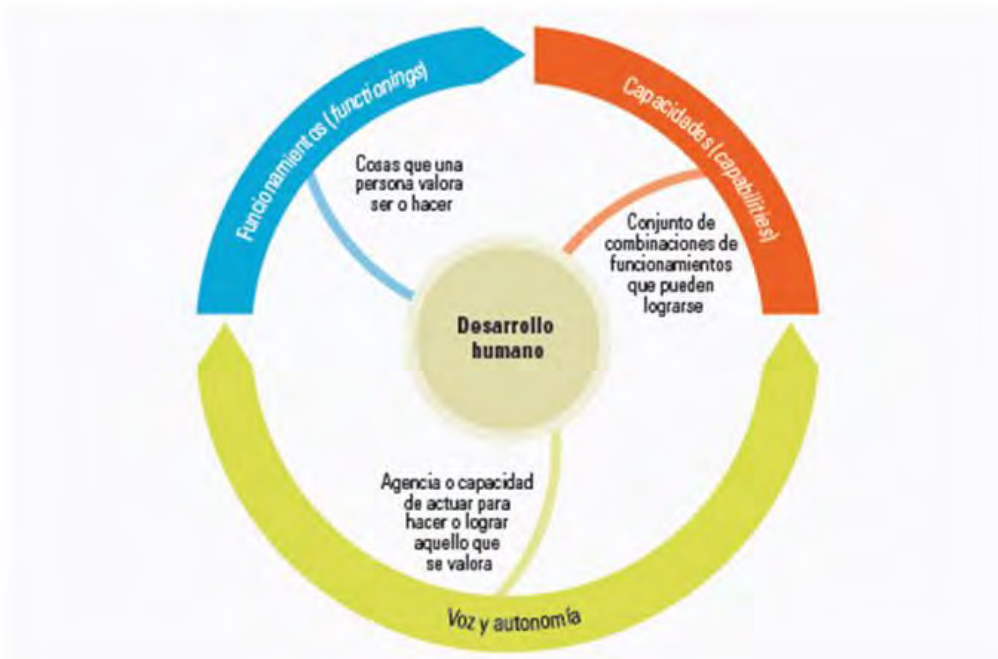 Funcionamientos (functionings)
Cosas que una
persona valora
ser o hacer
Capacidades (capabilities)
Conjunto de
combinaciones de
funcionamientos
que pueden
lograrse
Desarrollo
humano
Agencia o capacidad
de actuar para
hacer o lograr
aquello que
se valora
Voz y autonomía